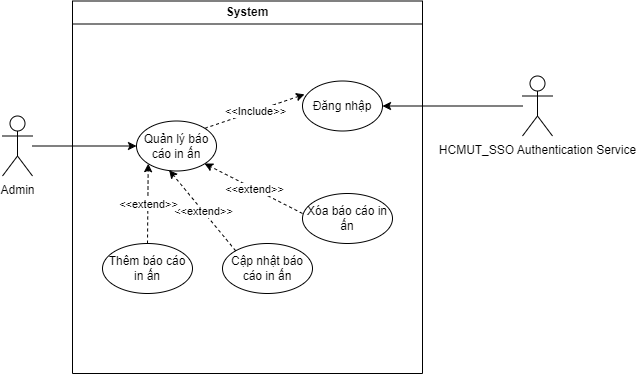 System
<<Include>>
Đăng nhập
Quản lý báo
cáo in ấn
HCMUT_SSO Authentication Service
Admin
<<extend>>
<<extend>>
<<extend>>
Xóa báo cáo in
ấn
Thêm báo cáo
in ấn
Cập nhật báo
cáo in ấn